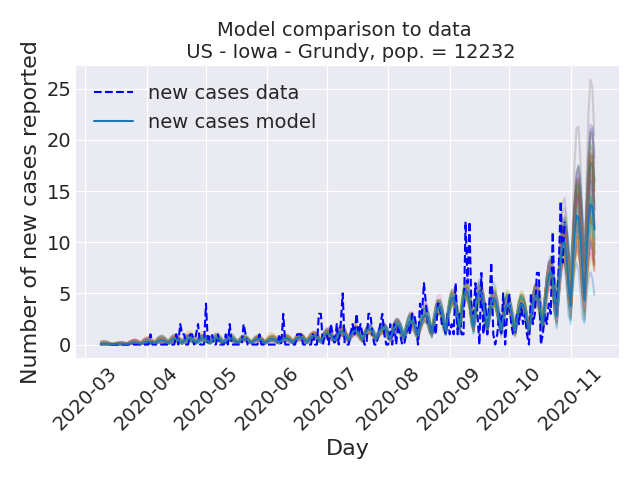 Model comparison to data
US - Iowa - Grundy, pop. = 12232
Number of new cases reported
25
20
15
10
5
0
new cases data
new cases model
2020-03
2020-04
2020-05
2020-06
2020-07
2020-08
2020-09
2020-10
2020-11
Day